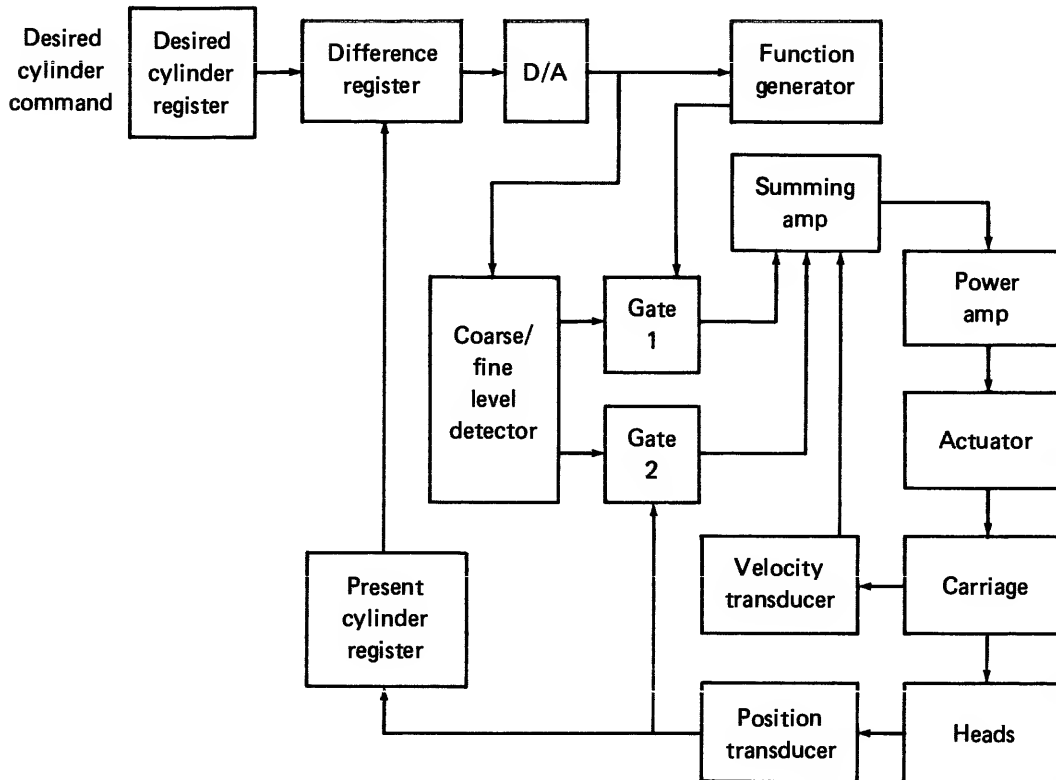 Desired
cylinder
command
Desired
cylinder
register
Difference
register
D/A
Function
generator
Summing
amp
Power
amp
Coarse/
fine
level
detector
Gate
1
Gate
2
Actuator
Present
cylinder
register
Velocity
transducer
Carriage
Position
transducer
Heads